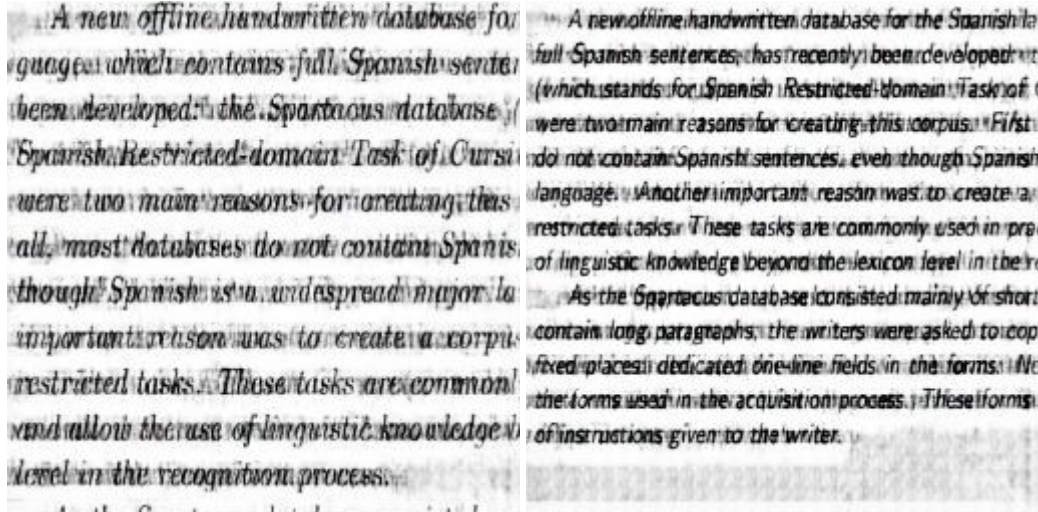 A new offline handwritten database fo
guage. which contains full Spanish senter
been developed: the Spartacus database (
Spanish Restricted-domain Task of Cursi
were two main reasons for creating this
all, most databases do not contain Spanis
though Spanish is a widespread major la
important reason was to create a corpu
restricted tasks. These tasks are common
and allow the use of linguistic knowledge b
level in the recognition process.
A new offline handwritten database for the Spanish la
full Spanish sentences, has recently been developed: t
(which stands for Spanish Restricted-domain Task of
were two main reasons for creating this corpus. First
do not contain Spanish sentences, even though Spanish
language. Another important reason was to create a
restricted tasks. These tasks are commonly used in pra
of linguistic knowledge beyond the lexicon level in the r
As the Spartacus database consisted mainly of short
contain long paragraphs, the writers were asked to cop
fixed places: dedicated one-line fields in the forms. N
the forms used in the acquisition process. These forms
of instructions given to the writer.